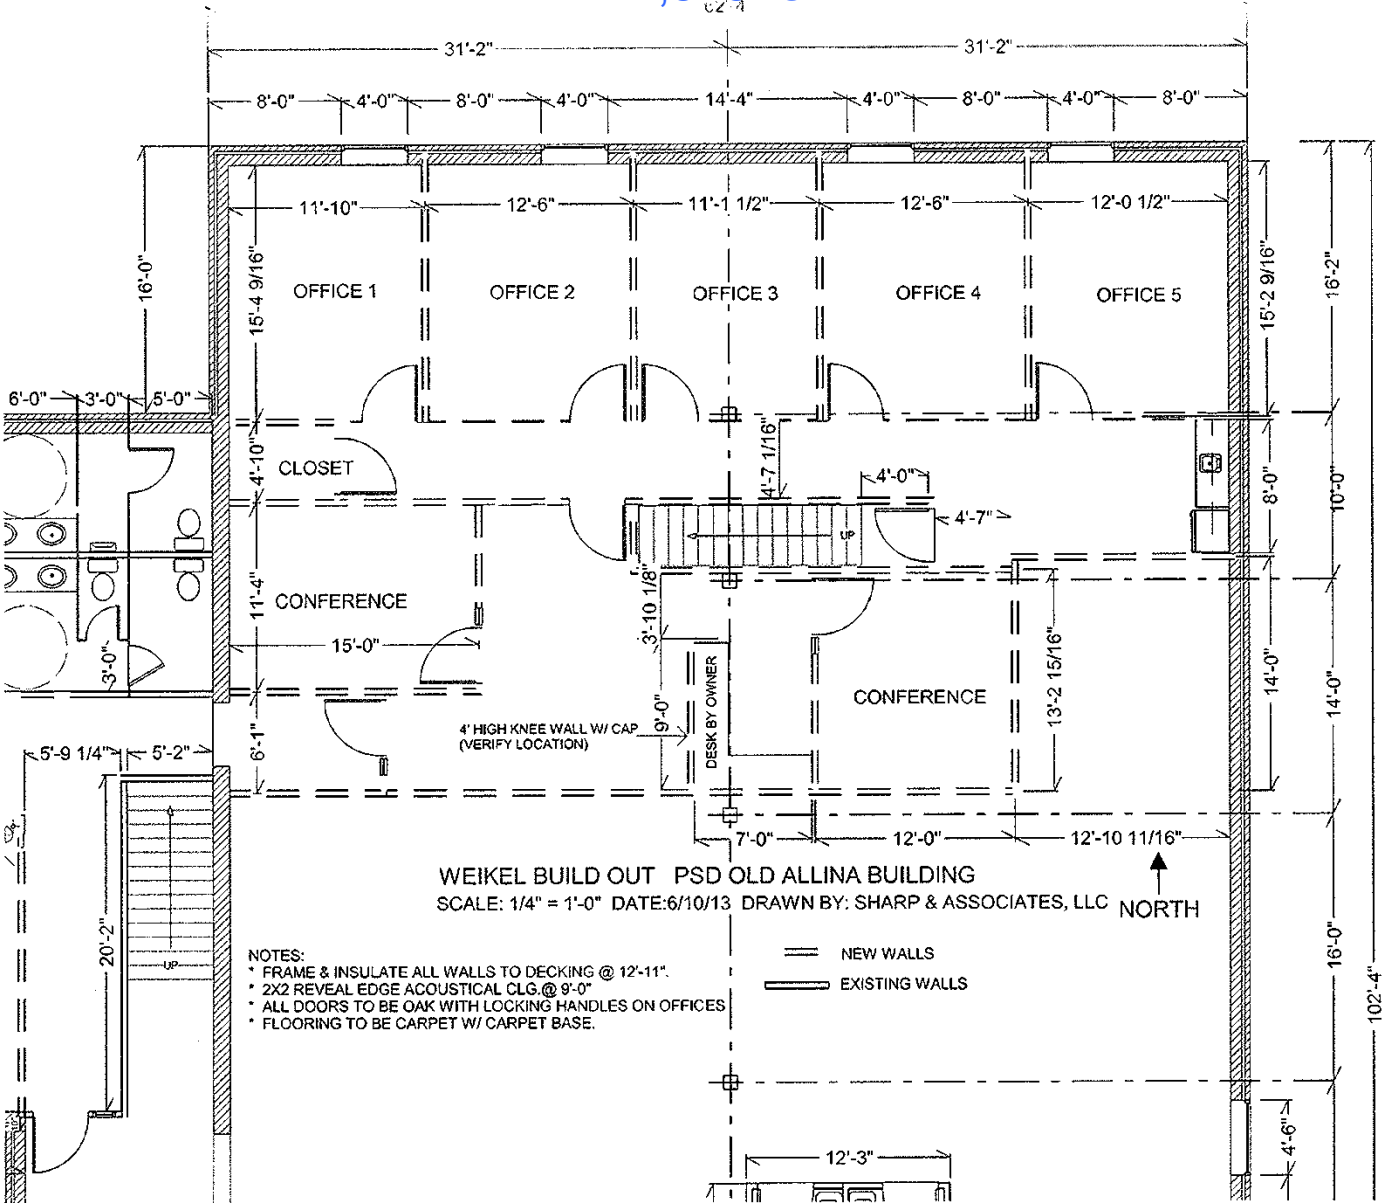 62'-4
31'-2" 31'-2"
8'-0" 4'-0" 8'-0" 4'-0" 14'-4" 4'-0" 8'-0" 4'-0" 8'-0"
11'-10" 12'-6" 11'-1 1/2" 12'-6" 12'-0 1/2"
16'-0"
15'-4 9/16"
15'-2 9/16"
16'-2"
OFFICE 1 OFFICE 2 OFFICE 3 OFFICE 4 OFFICE 5
6'-0" 3'-0" 5'-0"
4'-10"
CLOSET
4'-7 1/16"
4'-0"
8'-0"
10'-0"
4'-7"
UP
11'-4"
CONFERENCE
15'-0"
3'-10 1/8"
3'-0"
DESK BY OWNER
9'-0"
CONFERENCE
13'-2 15/16"
14'-0"
14'-0"
4' HIGH KNEE WALL W/ CAP
(VERIFY LOCATION)
6'-1"
5'-9 1/4" 5'-2"
7'-0" 12'-0" 12'-10 11/16"
WEIKEL BUILD OUT PSD OLD ALLINA BUILDING
SCALE: 1/4" = 1'-0" DATE:6/10/13 DRAWN BY: SHARP & ASSOCIATES, LLC
NORTH
20'-2"
UP
NOTES:
* FRAME & INSULATE ALL WALLS TO DECKING @ 12'-11".
* 2X2 REVEAL EDGE ACOUSTICAL CLG.@ 9'-0"
* ALL DOORS TO BE OAK WITH LOCKING HANDLES ON OFFICES
* FLOORING TO BE CARPET W/ CARPET BASE.
NEW WALLS
EXISTING WALLS
16'-0"
102'-4"
4'-6"
12'-3"